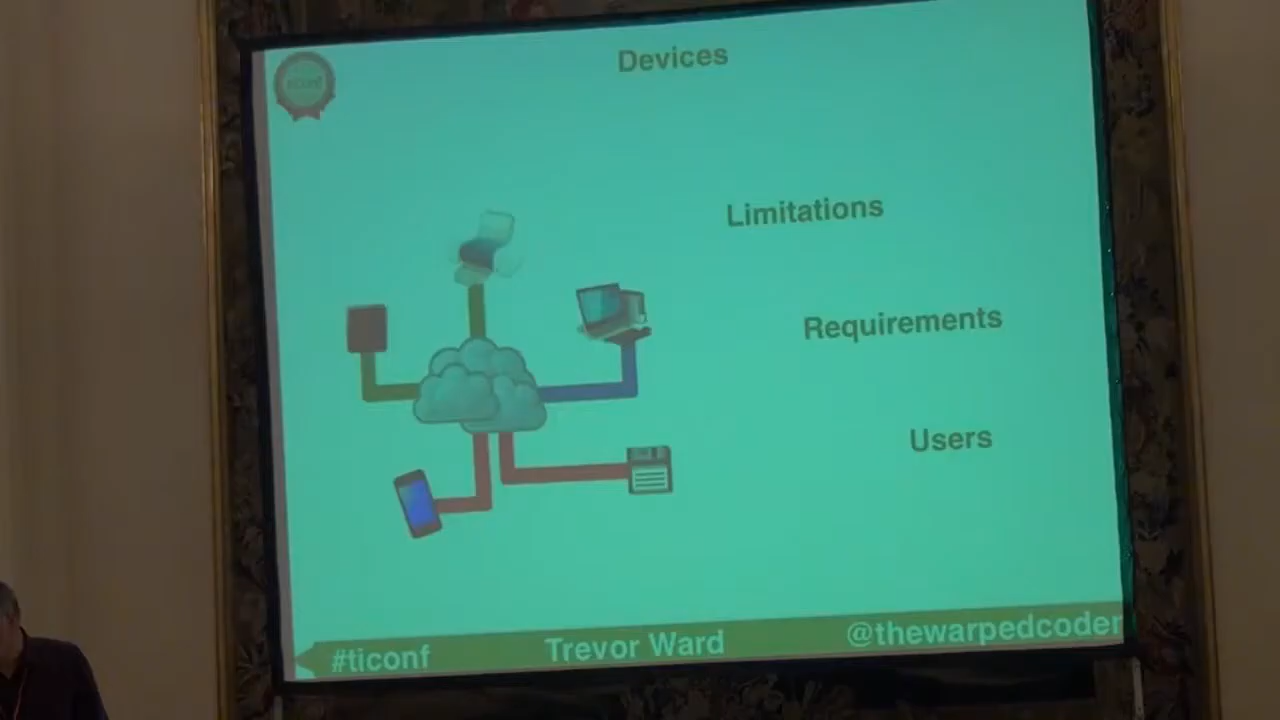 Devices
Limitations
Requirements
Users
#ticonf
Trevor Ward
@thewarpedcoder